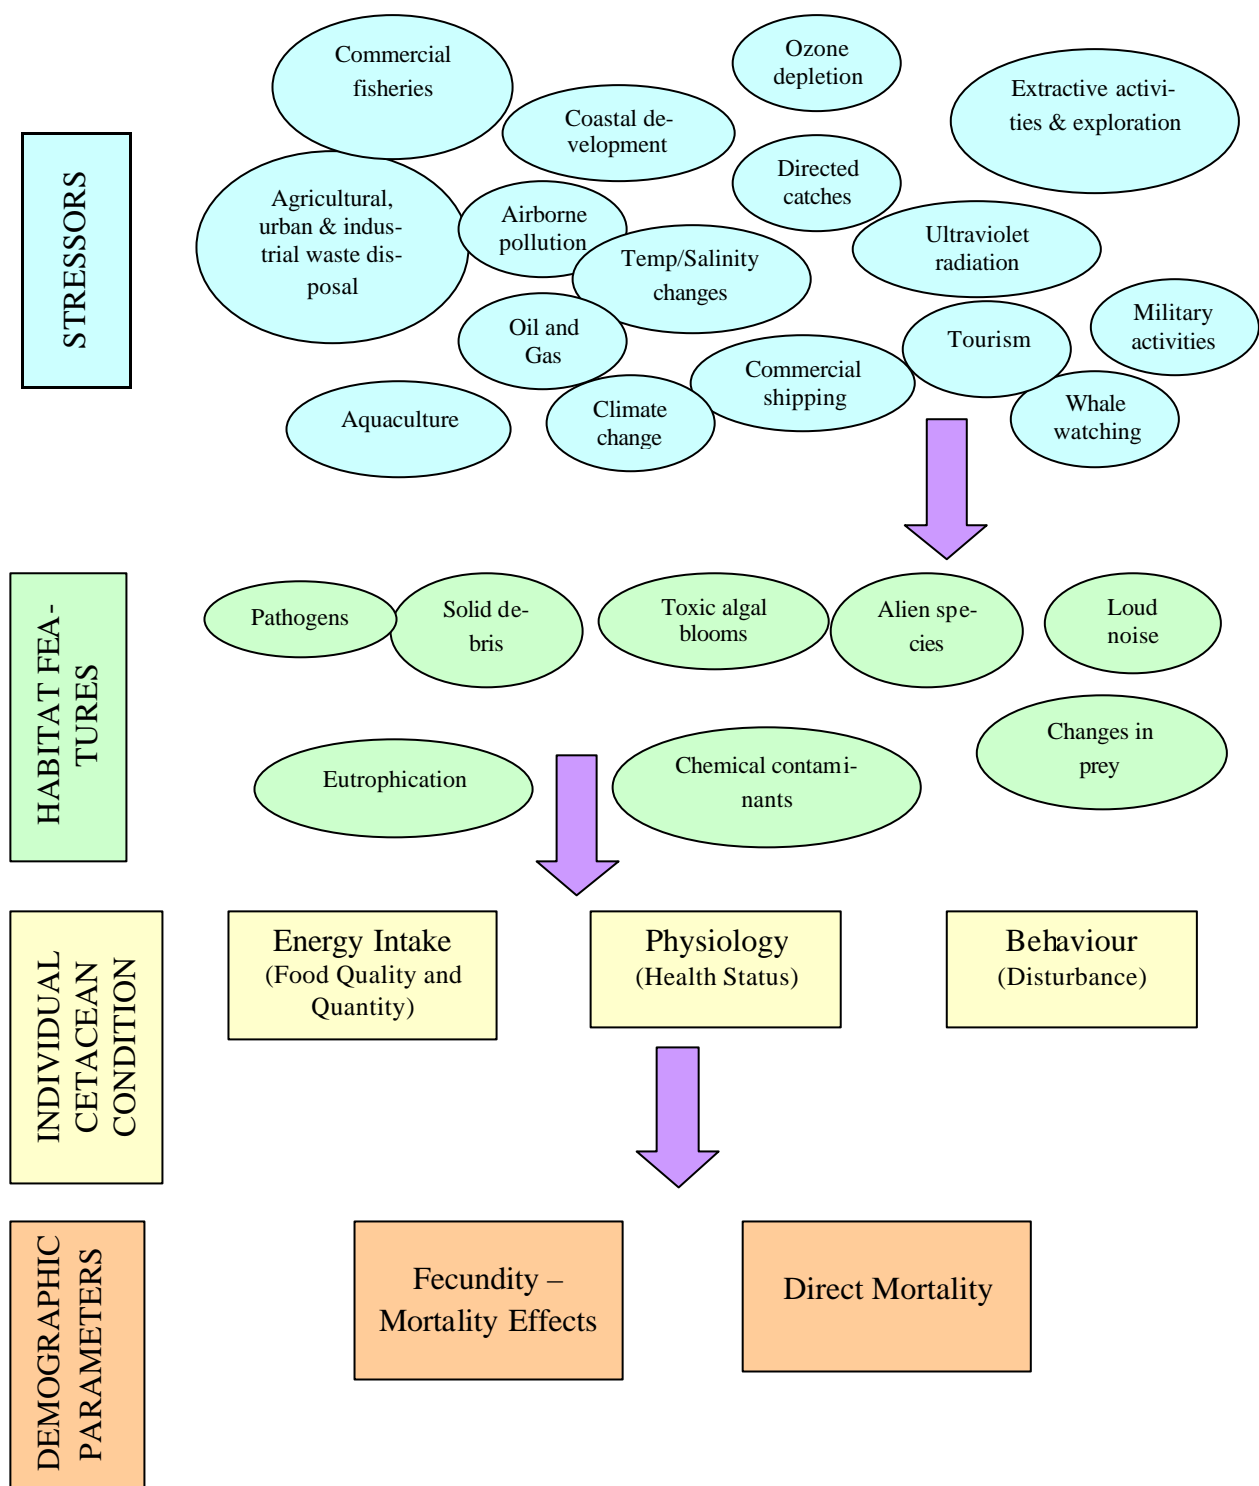 STRESSORS
Commercial
fisheries
Ozone
depletion
Extractive activi-
ties & exploration
Coastal de-
velopment
Directed
catches
Agricultural,
urban & indus-
trial waste dis-
posal
Airborne
pollution
Temp/Salinity
changes
Ultraviolet
radiation
Military
activities
Oil and
Gas
Tourism
Commercial
shipping
Aquaculture
Climate
change
Whale
watching
HABITAT FEA-
TURES
Pathogens
Solid de-
bris
Toxic algal
blooms
Alien spe-
cies
Loud
noise
Eutrophication
Chemical contami-
nants
Changes in
prey
INDIVIDUAL
CETACEAN
CONDITION
Energy Intake
(Food Quality and
Quantity)
Physiology
(Health Status)
Behaviour
(Disturbance)
DEMOGRAPHIC
PARAMETERS
Fecundity –
Mortality Effects
Direct Mortality